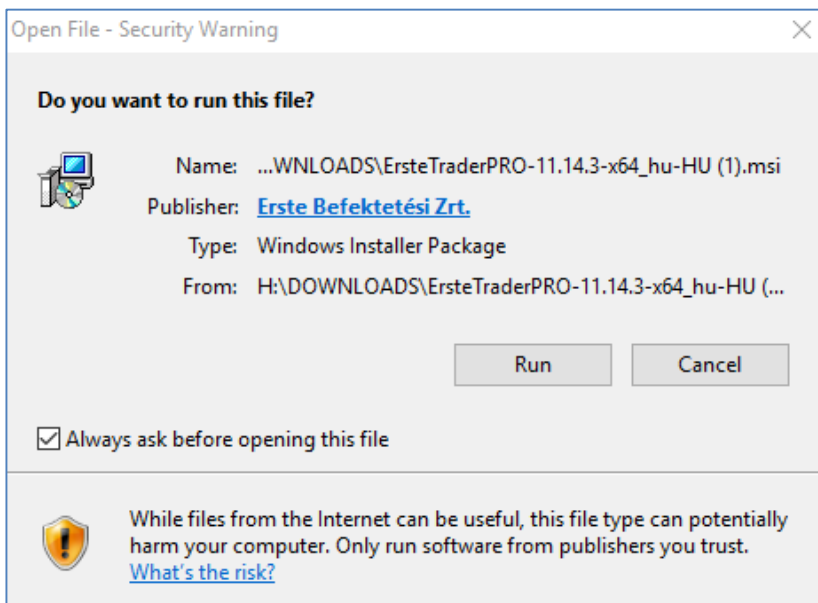 Open File - Security Warning
Do you want to run this file?
Name: ...WNLOADS\ErsteTraderPRO-11.14.3-x64_hu-HU (1).msi
Publisher: Erste Befektetési Zrt.
Type: Windows Installer Package
From: H:\DOWNLOADS\ErsteTraderPRO-11.14.3-x64_hu-HU (...
Run Cancel
Always ask before opening this file
While files from the Internet can be useful, this file type can potentially
harm your computer. Only run software from publishers you trust.
What's the risk?